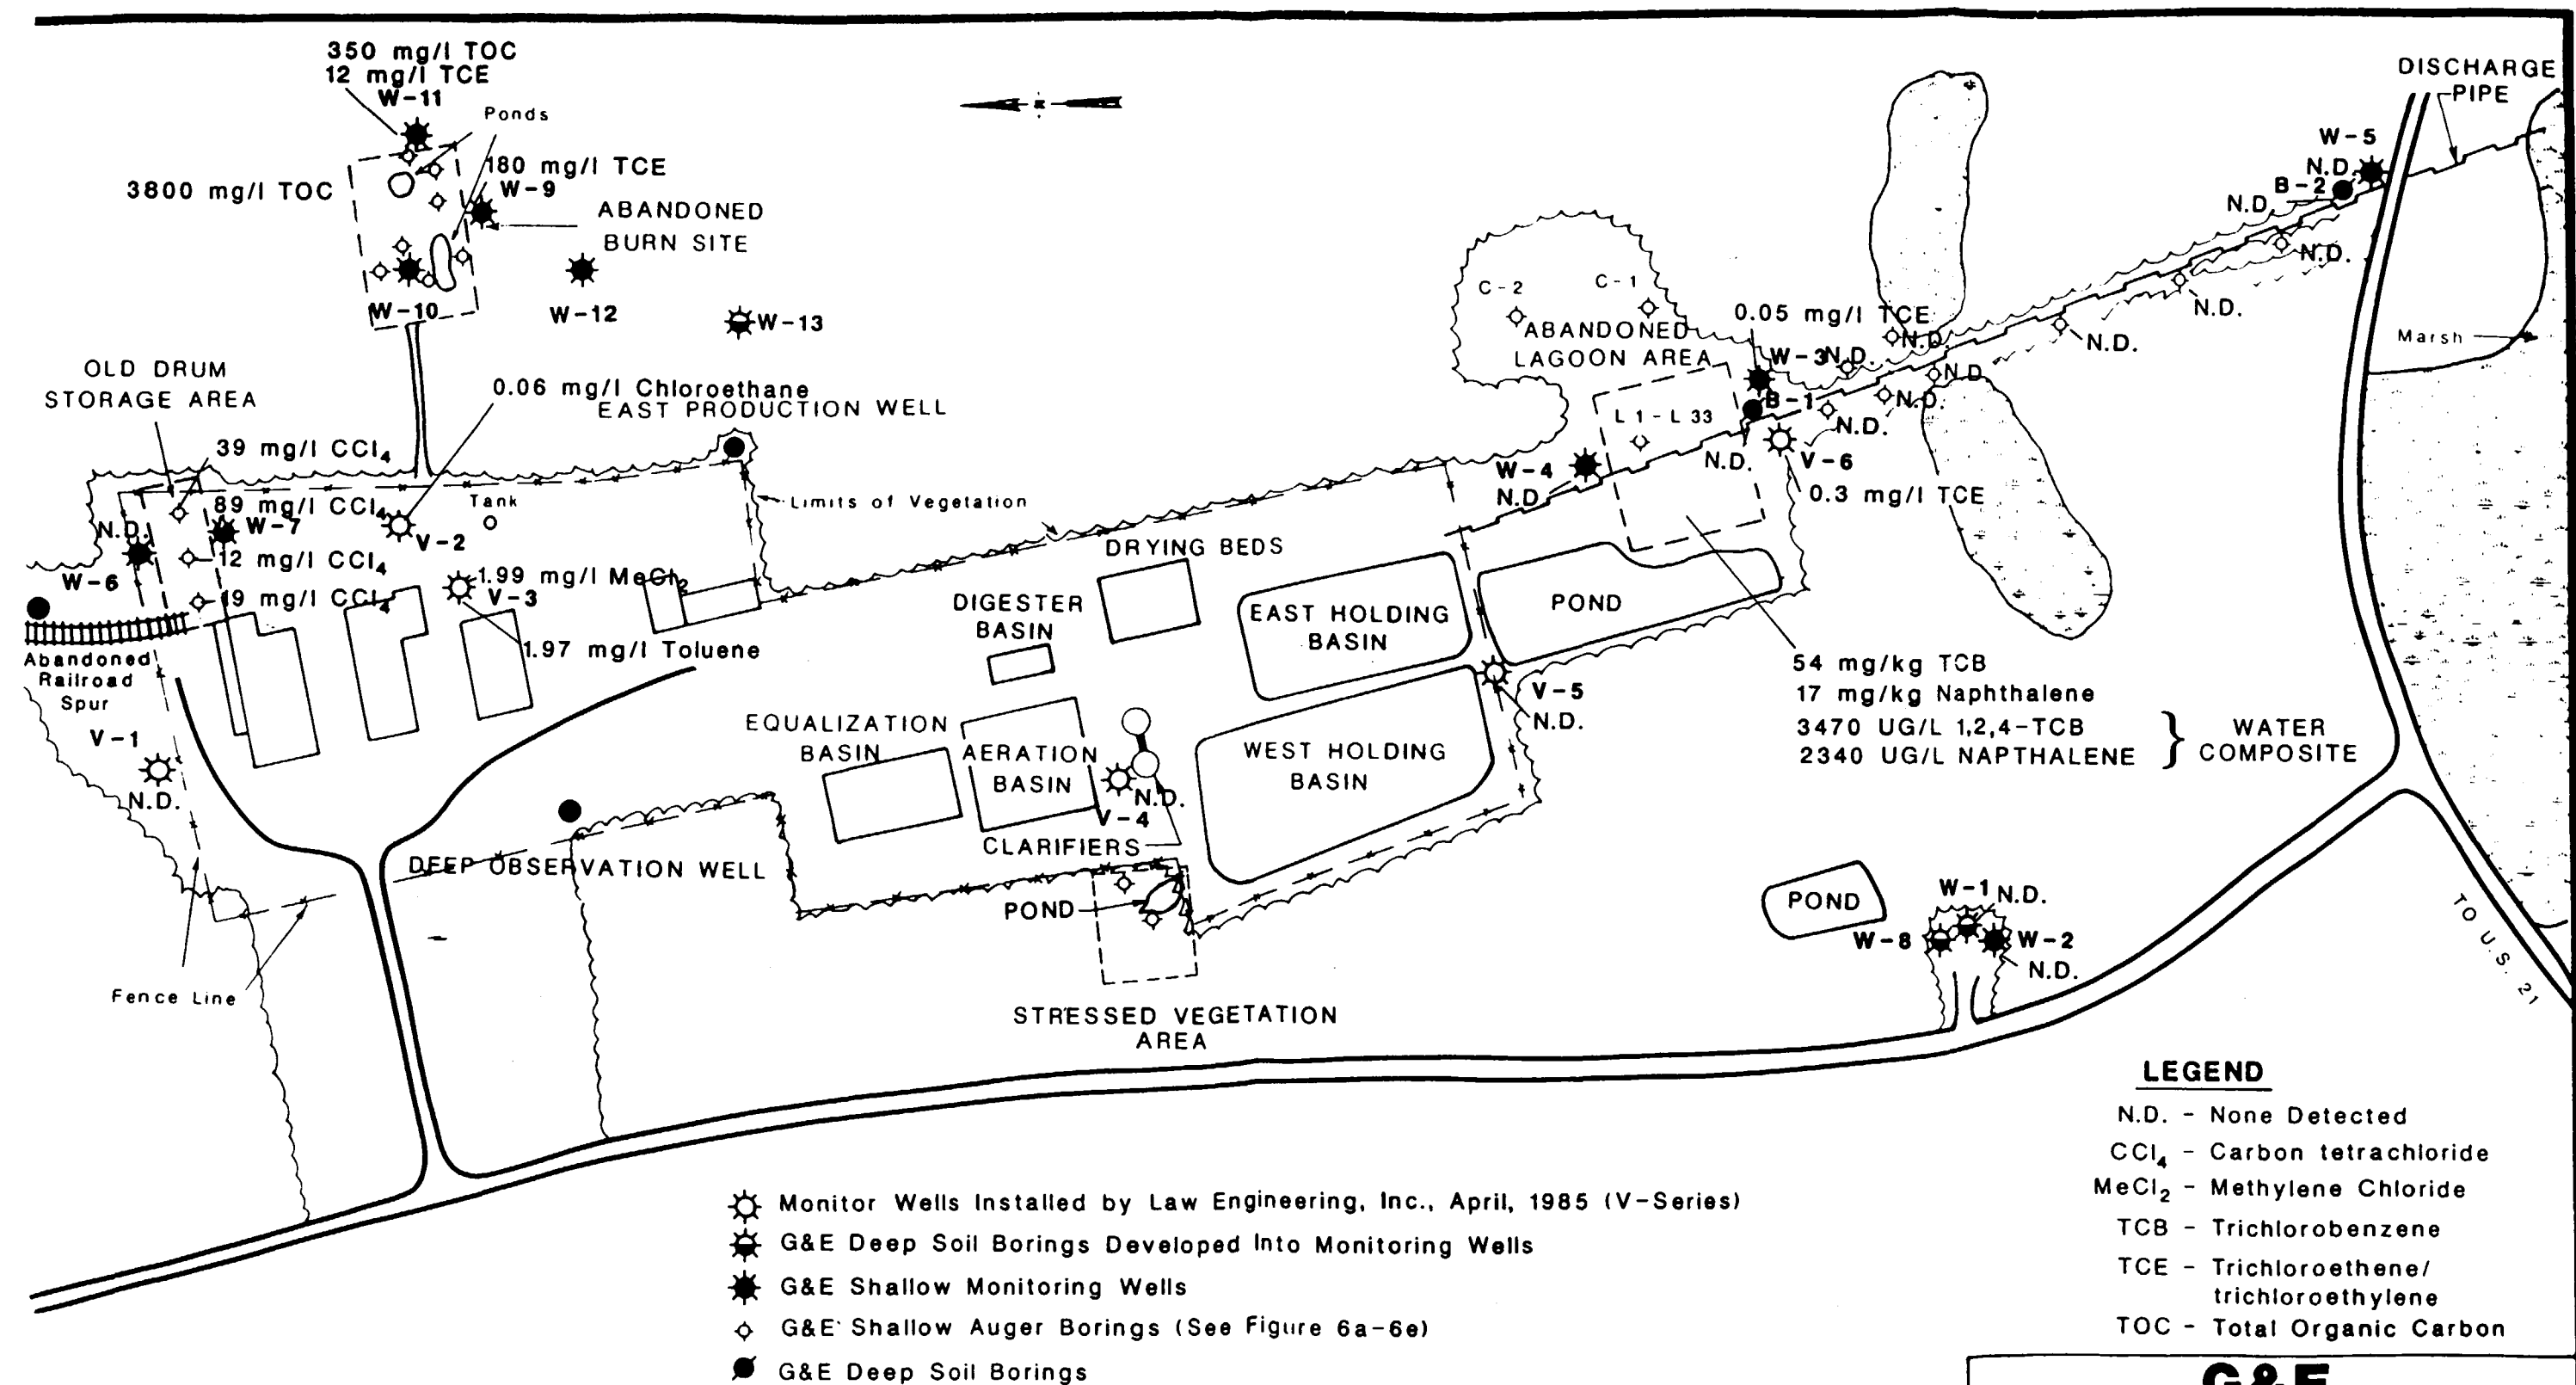 350 mg/l TOC
12 mg/l TCE
W-11
Ponds
3800 mg/l TOC
180 mg/l TCE
W-9
ABANDONED
BURN SITE
W-10
W-12
W-13
DISCHARGE
PIPE
W-5
N.D.
B-2
N.D.
N.D.
N.D.
N.D.
Marsh
C-2
C-1
ABANDONED
LAGOON AREA
0.05 mg/l TCE
W-3
N.D.
N.D.
N.D.
N.D.
N.D.
B-1
L 1 - L 33
N.D.
V-6
0.3 mg/l TCE
W-4
N.D.
OLD DRUM
STORAGE AREA
0.06 mg/l Chloroethane
EAST PRODUCTION WELL
39 mg/l CCl4
89 mg/l CCl4
N.D.
W-7
V-2
Tank
Limits of Vegetation
W-6
12 mg/l CCl4
49 mg/l CCl4
1.99 mg/l MeCl2
V-3
1.97 mg/l Toluene
Abandoned
Railroad
Spur
V-1
N.D.
DRYING BEDS
DIGESTER
BASIN
EAST HOLDING
BASIN
POND
54 mg/kg TCB
17 mg/kg Naphthalene
3470 UG/L 1,2,4-TCB
2340 UG/L NAPTHALENE
WATER
COMPOSITE
V-5
N.D.
EQUALIZATION
BASIN
AERATION
BASIN
WEST HOLDING
BASIN
N.D.
V-4
CLARIFIERS
DEEP OBSERVATION WELL
POND
POND
W-1
N.D.
W-8
W-2
N.D.
TO U.S. 21
Fence Line
STRESSED VEGETATION
AREA
LEGEND
N.D. - None Detected
CCl4 - Carbon tetrachloride
MeCl2 - Methylene Chloride
TCB - Trichlorobenzene
TCE - Trichloroethene/
trichloroethylene
TOC - Total Organic Carbon
Monitor Wells Installed by Law Engineering, Inc., April, 1985 (V-Series)
G&E Deep Soil Borings Developed Into Monitoring Wells
G&E Shallow Monitoring Wells
G&E Shallow Auger Borings (See Figure 6a-6e)
G&E Deep Soil Borings
G&E